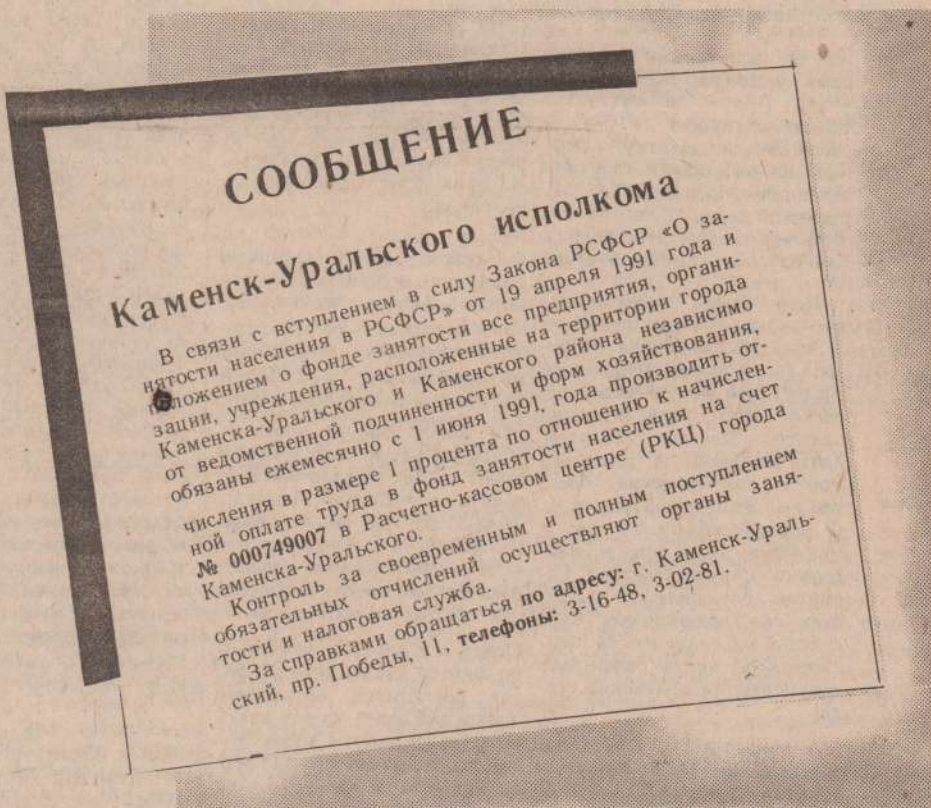 СООБЩЕНИЕ
Каменск-Уральского исполкома
В связи с вступлением в силу Закона РСФСР «О за-
нятости населения в РСФСР» от 19 апреля 1991 года и
положением о фонде занятости все предприятия, органи-
зации, учреждения, расположенные на территории города
Каменска-Уральского и Каменского района независимо
от ведомственной подчиненности и форм хозяйствования,
обязаны ежемесячно с 1 июня 1991, года производить от-
числения в размере 1 процента по отношению к начислен-
ной оплате труда в фонд занятости населения на счет
№ 000749007 в Расчетно-кассовом центре (РКЦ) города
Каменска-Уральского.
Контроль за своевременным и полным поступлением
обязательных отчислений осуществляют органы заня-
тости и налоговая служба.
За справками обращаться по адресу: г. Каменск-Ураль-
ский, пр. Победы, 11, телефоны: 3-16-48, 3-02-81.